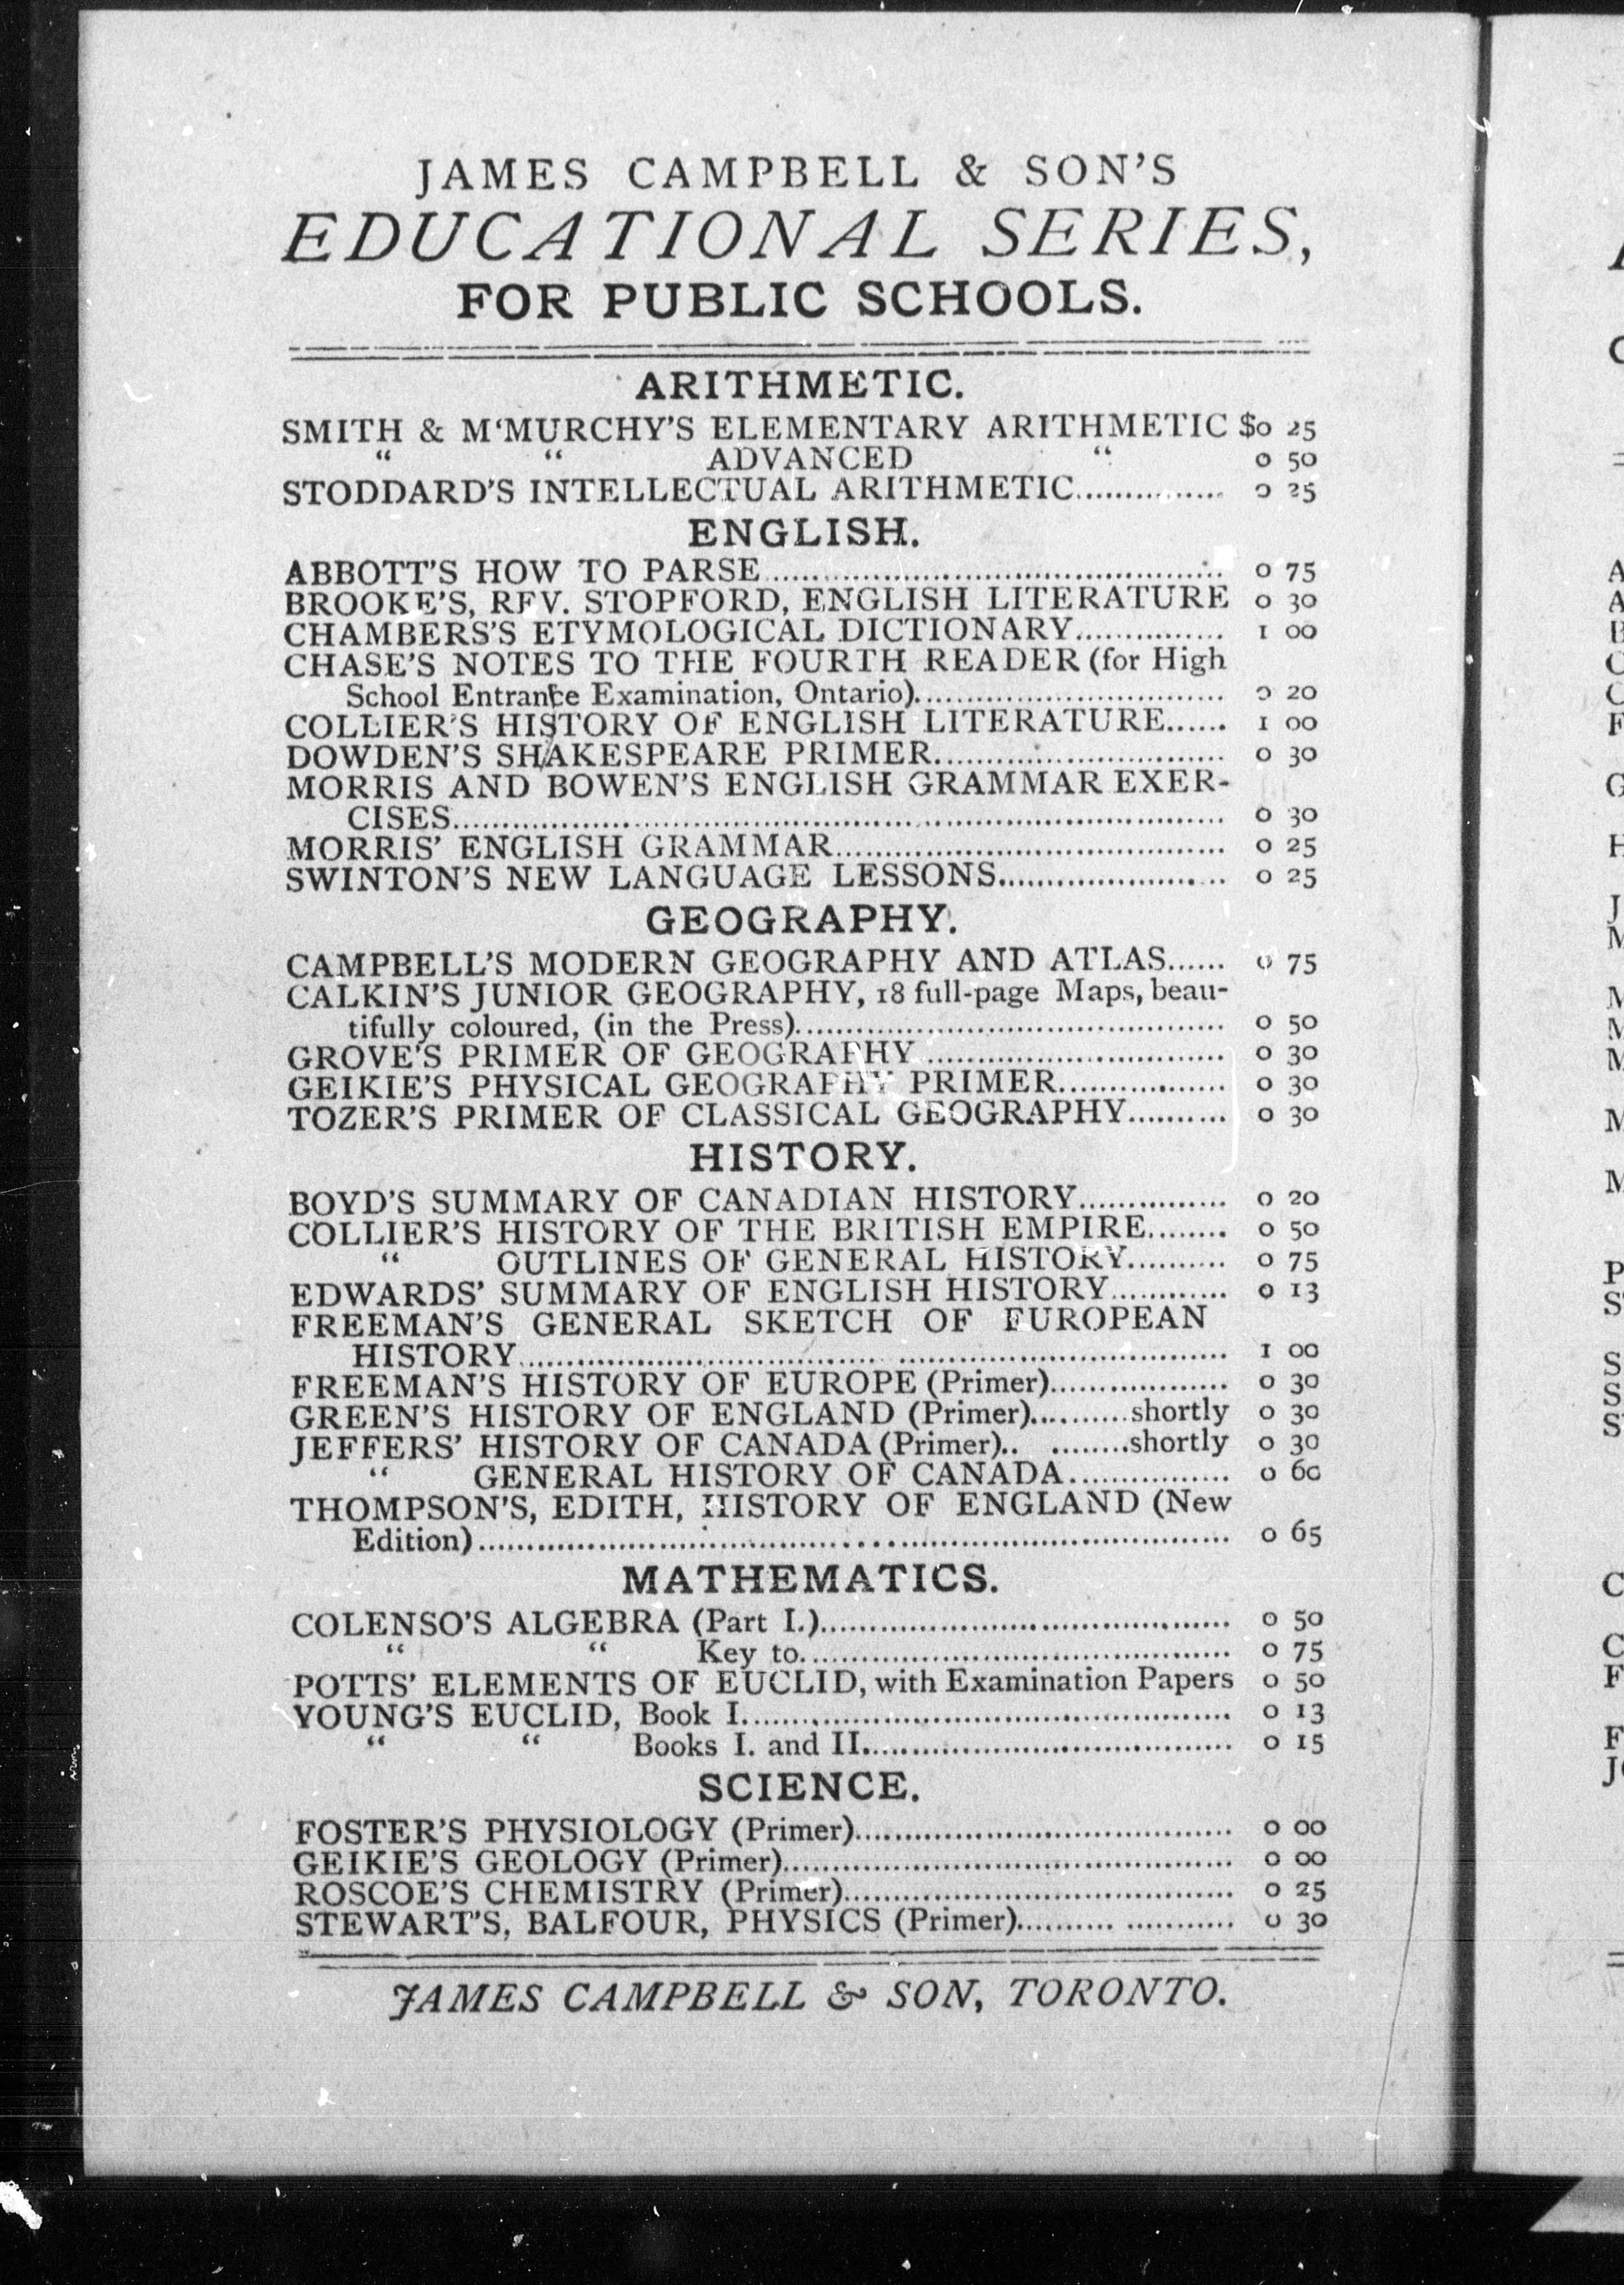 JAMES CAMPBELL & SON'S
EDUCATIONAL SERIES,
FOR PUBLIC SCHOOLS.
ARITHMETIC.
SMITH & M'MURCHY'S ELEMENTARY ARITHMETIC $0 25
" " ADVANCED " 0 50
STODDARD'S INTELLECTUAL ARITHMETIC............... 0 25
ENGLISH.
ABBOTT'S HOW TO PARSE................................................ 0 75
BROOKE'S, REV. STOPFORD, ENGLISH LITERATURE 0 30
CHAMBERS'S ETYMOLOGICAL DICTIONARY............... 1 00
CHASE'S NOTES TO THE FOURTH READER (for High
School Entrance Examination, Ontario)................................ 0 20
COLLIER'S HISTORY OF ENGLISH LITERATURE...... 1 00
DOWDEN'S SHAKESPEARE PRIMER.............................. 0 30
MORRIS AND BOWEN'S ENGLISH GRAMMAR EXER-
CISES.............................................................................. 0 30
MORRIS' ENGLISH GRAMMAR........................................ 0 25
SWINTON'S NEW LANGUAGE LESSONS....................... 0 25
GEOGRAPHY.
CAMPBELL'S MODERN GEOGRAPHY AND ATLAS...... 0 75
CALKIN'S JUNIOR GEOGRAPHY, 18 full-page Maps, beau-
tifully coloured, (in the Press)............................................ 0 50
GROVE'S PRIMER OF GEOGRAPHY.............................. 0 30
GEIKIE'S PHYSICAL GEOGRAPHY PRIMER................. 0 30
TOZER'S PRIMER OF CLASSICAL GEOGRAPHY.......... 0 30
HISTORY.
BOYD'S SUMMARY OF CANADIAN HISTORY............... 0 20
COLLIER'S HISTORY OF THE BRITISH EMPIRE........ 0 50
" OUTLINES OF GENERAL HISTORY.......... 0 75
EDWARDS' SUMMARY OF ENGLISH HISTORY............ 0 13
FREEMAN'S GENERAL SKETCH OF EUROPEAN
HISTORY........................................................................ 1 00
FREEMAN'S HISTORY OF EUROPE (Primer).................. 0 30
GREEN'S HISTORY OF ENGLAND (Primer)..........shortly 0 30
JEFFERS' HISTORY OF CANADA (Primer).. ........shortly 0 30
" GENERAL HISTORY OF CANADA................ 0 60
THOMPSON'S, EDITH, HISTORY OF ENGLAND (New
Edition)............................................................................ 0 65
MATHEMATICS.
COLENSO'S ALGEBRA (Part I.).......................................... 0 50
" " Key to............................................ 0 75
POTTS' ELEMENTS OF EUCLID, with Examination Papers 0 50
YOUNG'S EUCLID, Book I.................................................. 0 13
" " Books I. and II...................................... 0 15
SCIENCE.
FOSTER'S PHYSIOLOGY (Primer)...................................... 0 00
GEIKIE'S GEOLOGY (Primer).............................................. 0 00
ROSCOE'S CHEMISTRY (Primer)........................................ 0 25
STEWART'S, BALFOUR, PHYSICS (Primer).......... ........... 0 30
JAMES CAMPBELL & SON, TORONTO.